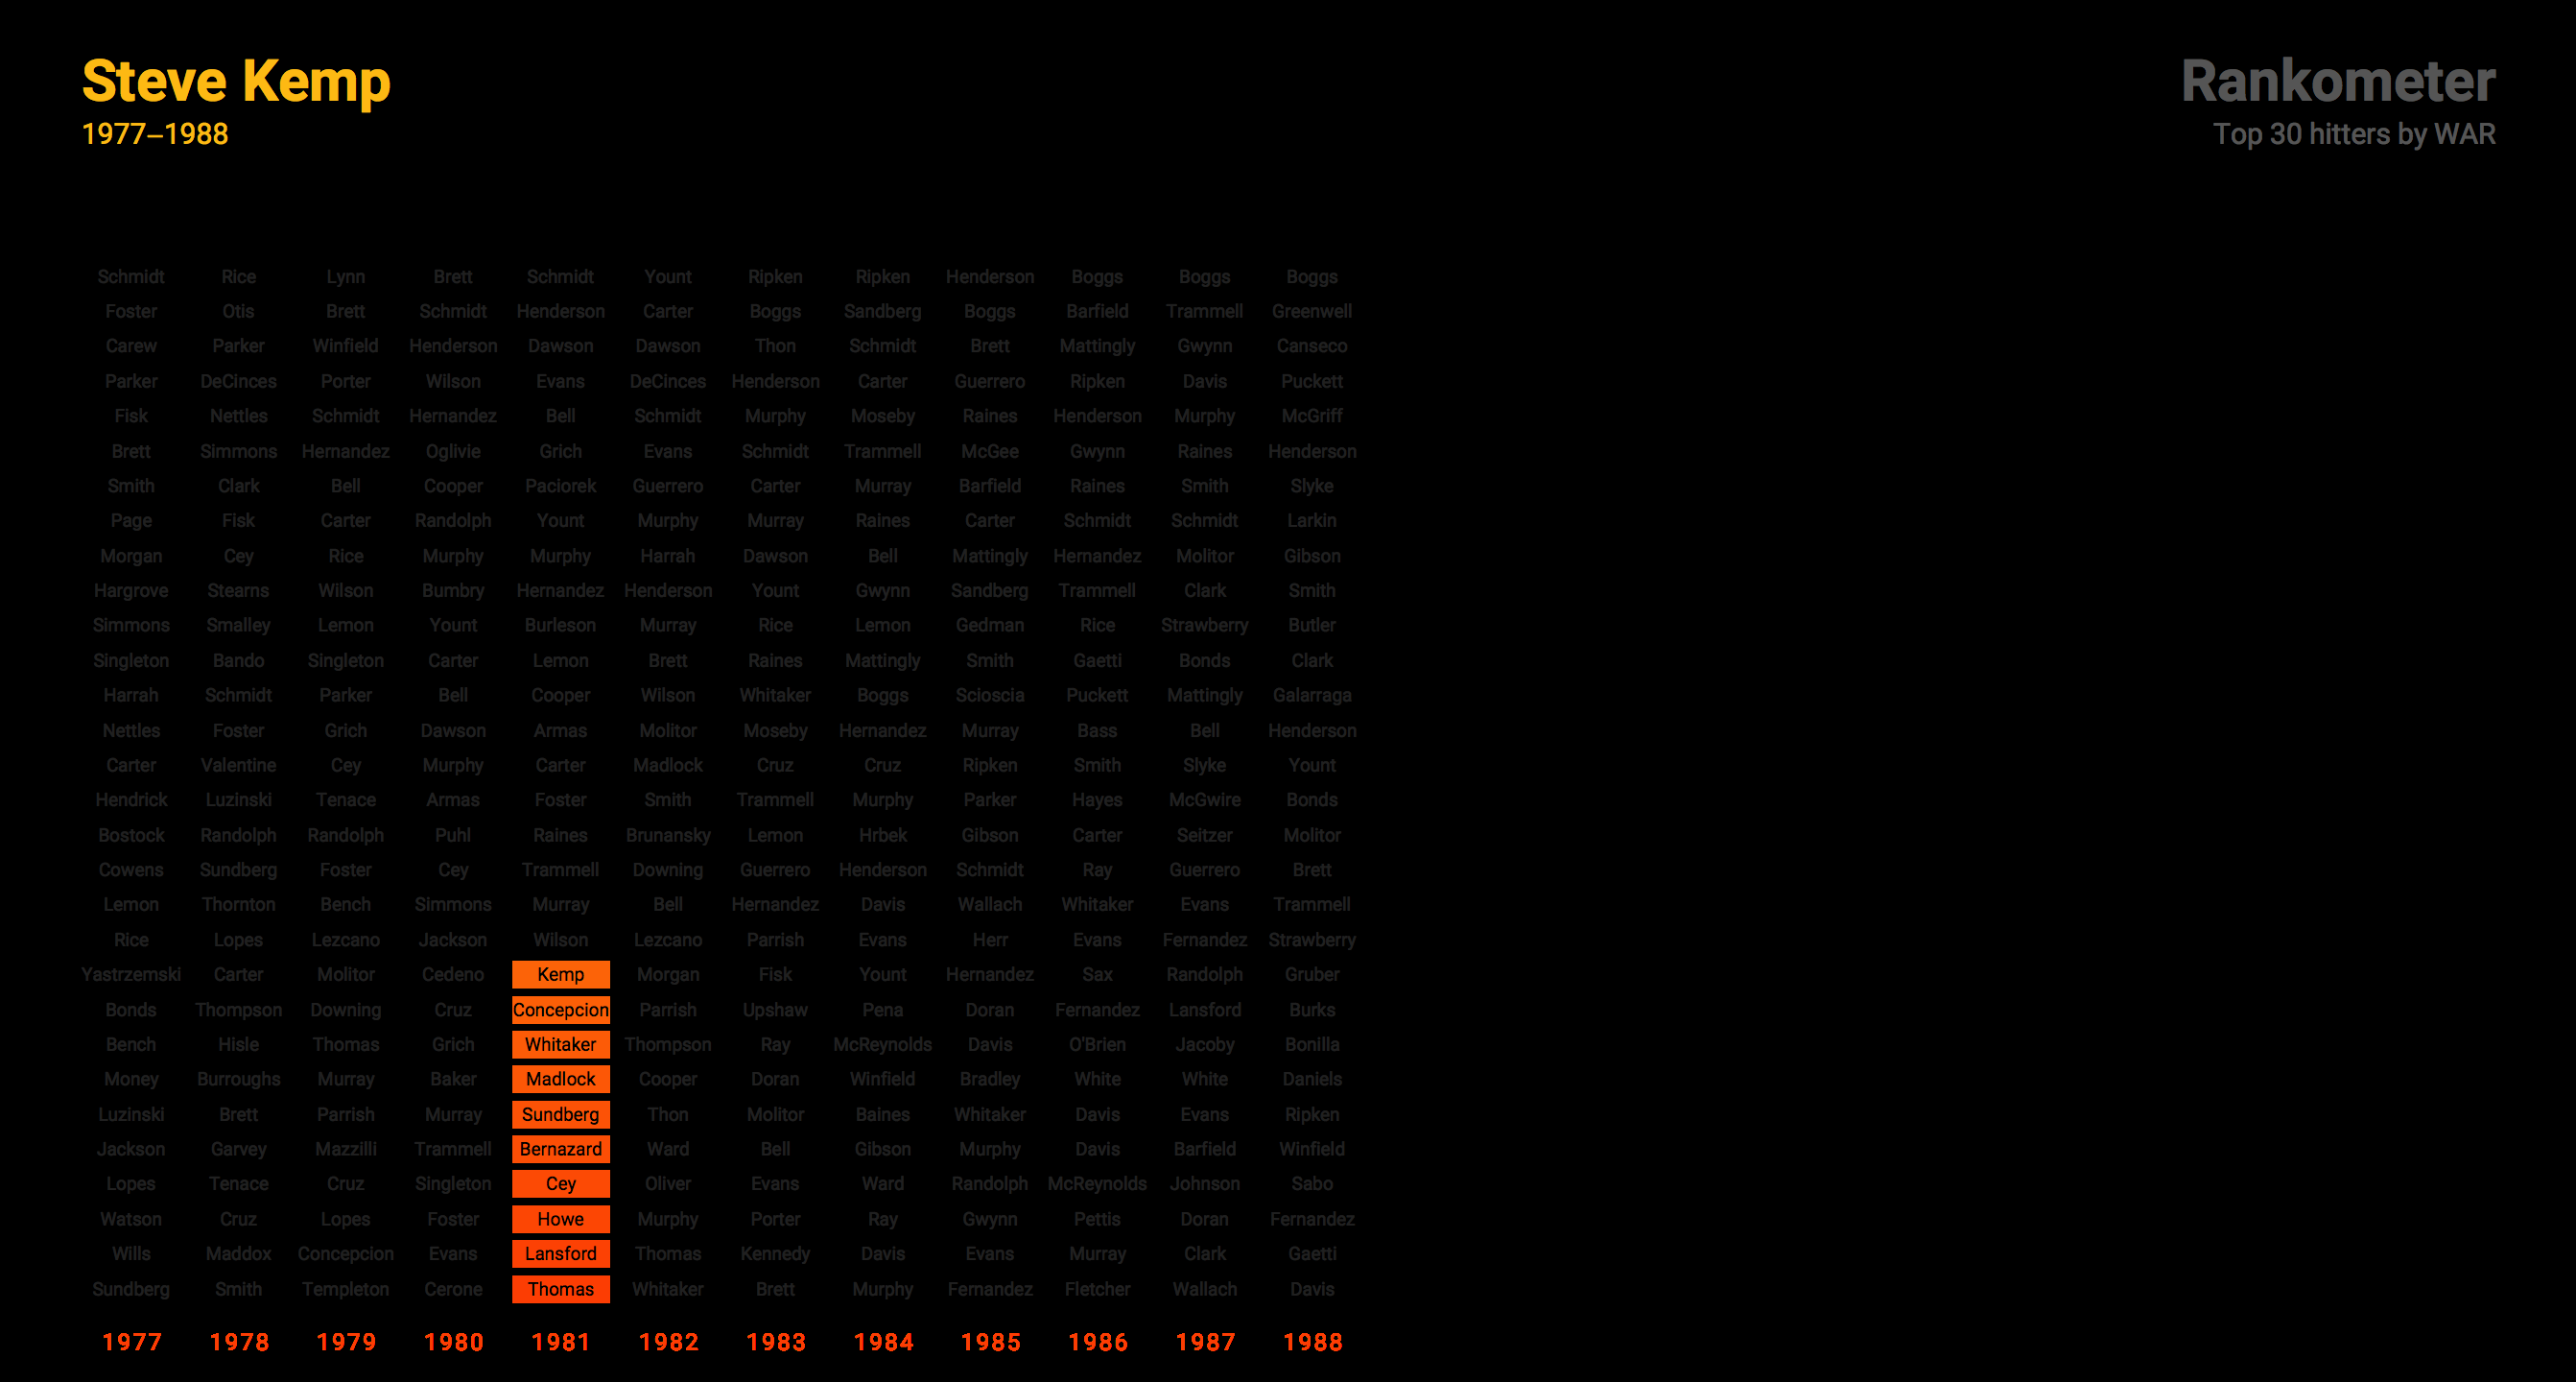 Steve Kemp
1977–1988
Rankometer
Top 30 hitters by WAR
Schmidt Rice Lynn Brett Schmidt Yount Ripken Ripken Henderson Boggs Boggs Boggs
Foster Otis Brett Schmidt Henderson Carter Boggs Sandberg Boggs Barfield Trammell Greenwell
Carew Parker Winfield Henderson Dawson Dawson Thon Schmidt Brett Mattingly Gwynn Canseco
Parker DeCinces Porter Wilson Evans DeCinces Henderson Carter Guerrero Ripken Davis Puckett
Fisk Nettles Schmidt Hernandez Bell Schmidt Murphy Moseby Raines Henderson Murphy McGriff
Brett Simmons Hernandez Oglivie Grich Evans Schmidt Trammell McGee Gwynn Raines Henderson
Smith Clark Bell Cooper Paciorek Guerrero Carter Murray Barfield Raines Smith Slyke
Page Fisk Carter Randolph Yount Murphy Murray Raines Carter Schmidt Schmidt Larkin
Morgan Cey Rice Murphy Murphy Harrah Dawson Bell Mattingly Hernandez Molitor Gibson
Hargrove Stearns Wilson Bumbry Hernandez Henderson Yount Gwynn Sandberg Trammell Clark Smith
Simmons Smalley Lemon Yount Burleson Murray Rice Lemon Gedman Rice Strawberry Butler
Singleton Bando Singleton Carter Lemon Brett Raines Mattingly Smith Gaetti Bonds Clark
Harrah Schmidt Parker Bell Cooper Wilson Whitaker Boggs Scioscia Puckett Mattingly Galarraga
Nettles Foster Grich Dawson Armas Molitor Moseby Hernandez Murray Bass Bell Henderson
Carter Valentine Cey Murphy Carter Madlock Cruz Cruz Ripken Smith Slyke Yount
Hendrick Luzinski Tenace Armas Foster Smith Trammell Murphy Parker Hayes McGwire Bonds
Bostock Randolph Randolph Puhl Raines Brunansky Lemon Hrbek Gibson Carter Seitzer Molitor
Cowens Sundberg Foster Cey Trammell Downing Guerrero Henderson Schmidt Ray Guerrero Brett
Lemon Thornton Bench Simmons Murray Bell Hernandez Davis Wallach Whitaker Evans Trammell
Rice Lopes Lezcano Jackson Wilson Lezcano Parrish Evans Herr Evans Fernandez Strawberry
Yastrzemski Carter Molitor Cedeno Kemp Morgan Fisk Yount Hernandez Sax Randolph Gruber
Bonds Thompson Downing Cruz Concepcion Parrish Upshaw Pena Doran Fernandez Lansford Burks
Bench Hisle Thomas Grich Whitaker Thompson Ray McReynolds Davis O'Brien Jacoby Bonilla
Money Burroughs Murray Baker Madlock Cooper Doran Winfield Bradley White White Daniels
Luzinski Brett Parrish Murray Sundberg Thon Molitor Baines Whitaker Davis Evans Ripken
Jackson Garvey Mazzilli Trammell Bernazard Ward Bell Gibson Murphy Davis Barfield Winfield
Lopes Tenace Cruz Singleton Cey Oliver Evans Ward Randolph McReynolds Johnson Sabo
Watson Cruz Lopes Foster Howe Murphy Porter Ray Gwynn Pettis Doran Fernandez
Wills Maddox Concepcion Evans Lansford Thomas Kennedy Davis Evans Murray Clark Gaetti
Sundberg Smith Templeton Cerone Thomas Whitaker Brett Murphy Fernandez Fletcher Wallach Davis
1977 1978 1979 1980 1981 1982 1983 1984 1985 1986 1987 1988